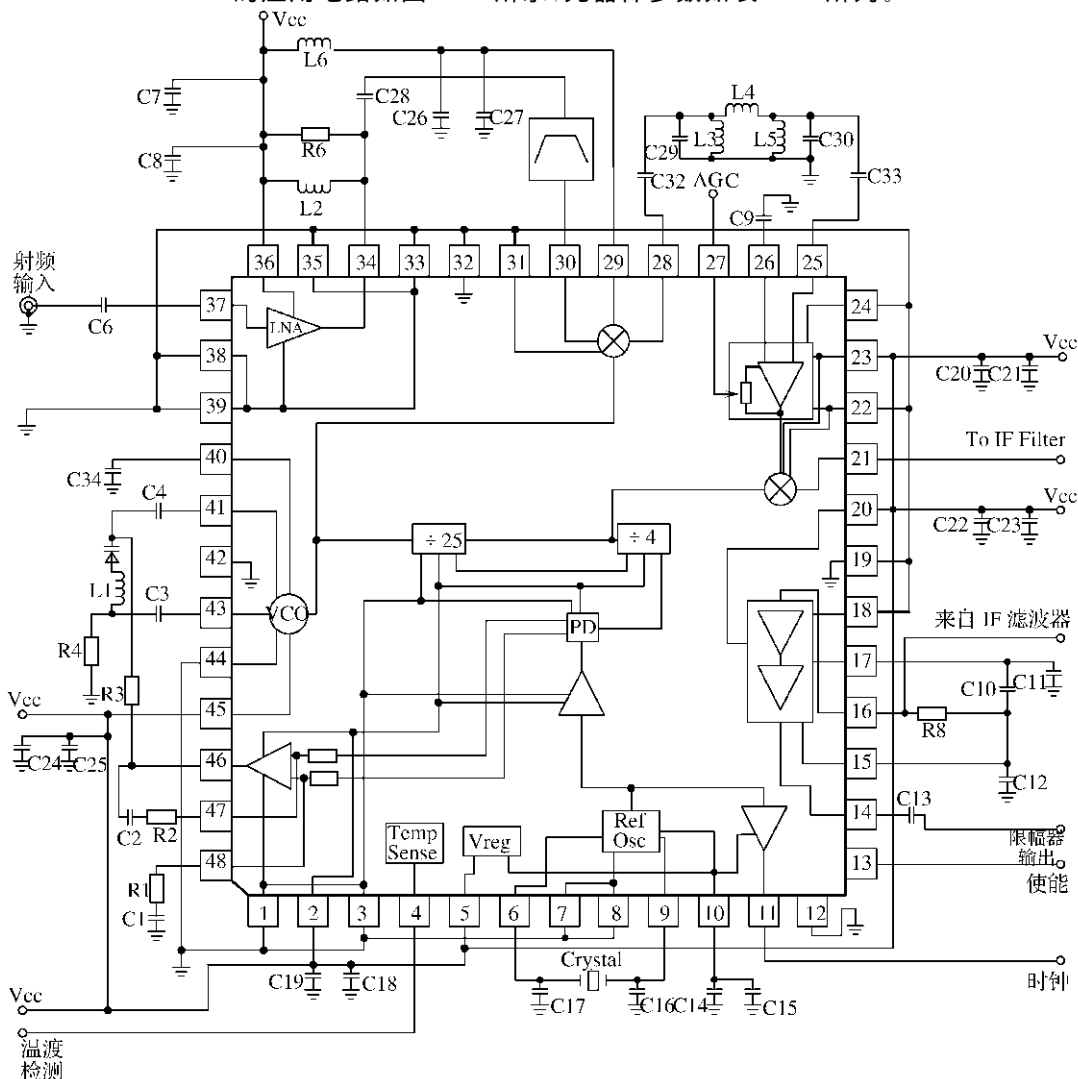 Vcc
L6
C7
C28
C26
C27
L4
L3
L5
C29
C30
C8
R6
L2
C32
C33
AGC
C9
射频
输入
C6
36
35
34
33
32
31
30
29
28
27
26
25
37
LNA
24
38
23
Vcc
C20
C21
39
22
40
To IF Filter
21
C34
C4
41
Vcc
20
C22
C23
42
÷ 25
÷ 4
19
L1
C3
43
VCO
PD
18
来自 IF 滤波器
R4
44
17
R3
C10
C11
Vcc
45
16
R8
C24
C25
46
15
C12
C2
R2
47
Temp
Sense
Vreg
Ref
Osc
14
C13
限幅器
输出
48
13
使能
R1
C1
1
2
3
4
5
6
7
8
9
10
11
12
Crystal
C19
C18
C17
C16
C14
C15
时钟
Vcc
温渡
检测